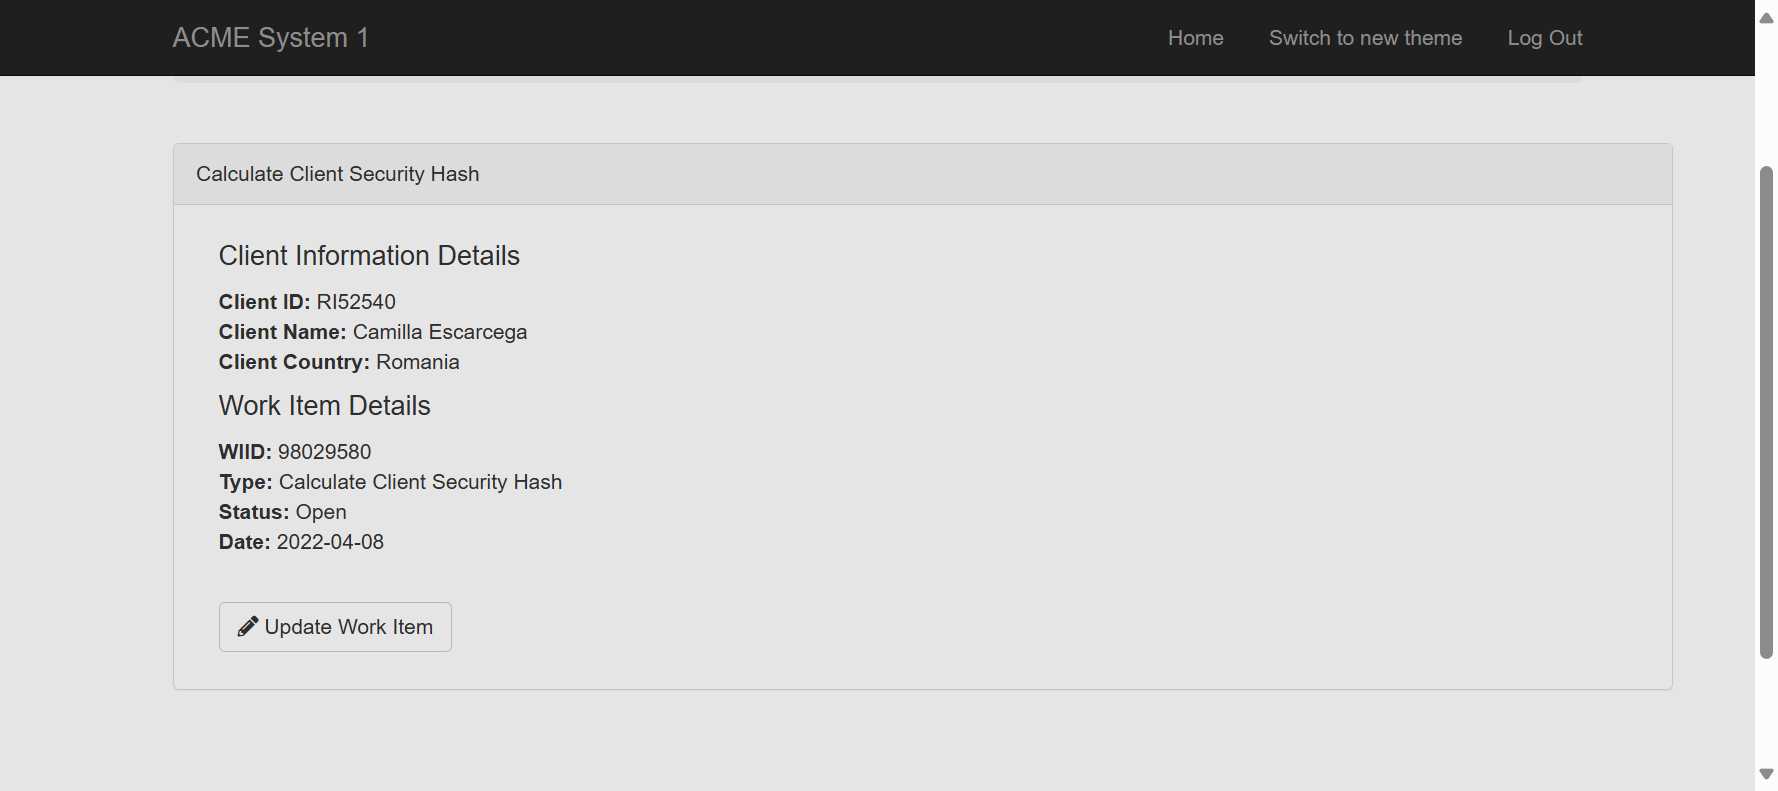 ACME System 1
Home
Switch to new theme
Log Out
Calculate Client Security Hash
Client Information Details
Client ID: RI52540
Client Name: Camilla Escarcega
Client Country: Romania
Work Item Details
WIID: 98029580
Type: Calculate Client Security Hash
Status: Open
Date: 2022-04-08
Update Work Item